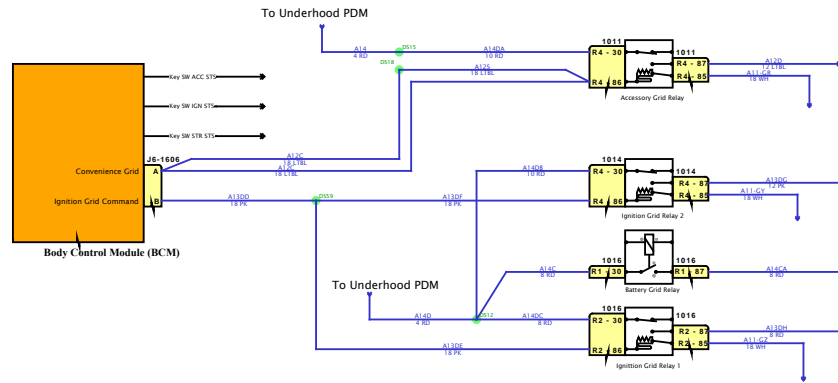 To Underhood PDM
A14
4 RD
DS15
A14DA
10 RD
DS18
A12S
18 LTBL
1011
R4 - 30
R4 - 86
1011
R4 - 87
R4 - 85
A12D
12 LTBL
A11-GR
18 WH
Accessory Grid Relay
Key SW ACC STS
Key SW IGN STS
Key SW STR STS
J6-1606
Convenience Grid
A
Ignition Grid Command
B
A12C
18 LTBL
A12C
18 LTBL
A13DD
18 PK
DS59
A13DF
18 PK
Body Control Module (BCM)
A14DB
10 RD
1014
R4 - 30
R4 - 86
1014
R4 - 87
R4 - 85
A13DG
12 PK
A11-GY
18 WH
Ignition Grid Relay 2
1016
1016
A14C
8 RD
R1 - 30
R1 - 87
A14CA
8 RD
Battery Grid Relay
To Underhood PDM
A14D
4 RD
DS12
A14DC
8 RD
A13DE
18 PK
1016
R2 - 30
R2 - 86
1016
R2 - 87
R2 - 85
A13DH
8 RD
A11-GZ
18 WH
Ignition Grid Relay 1